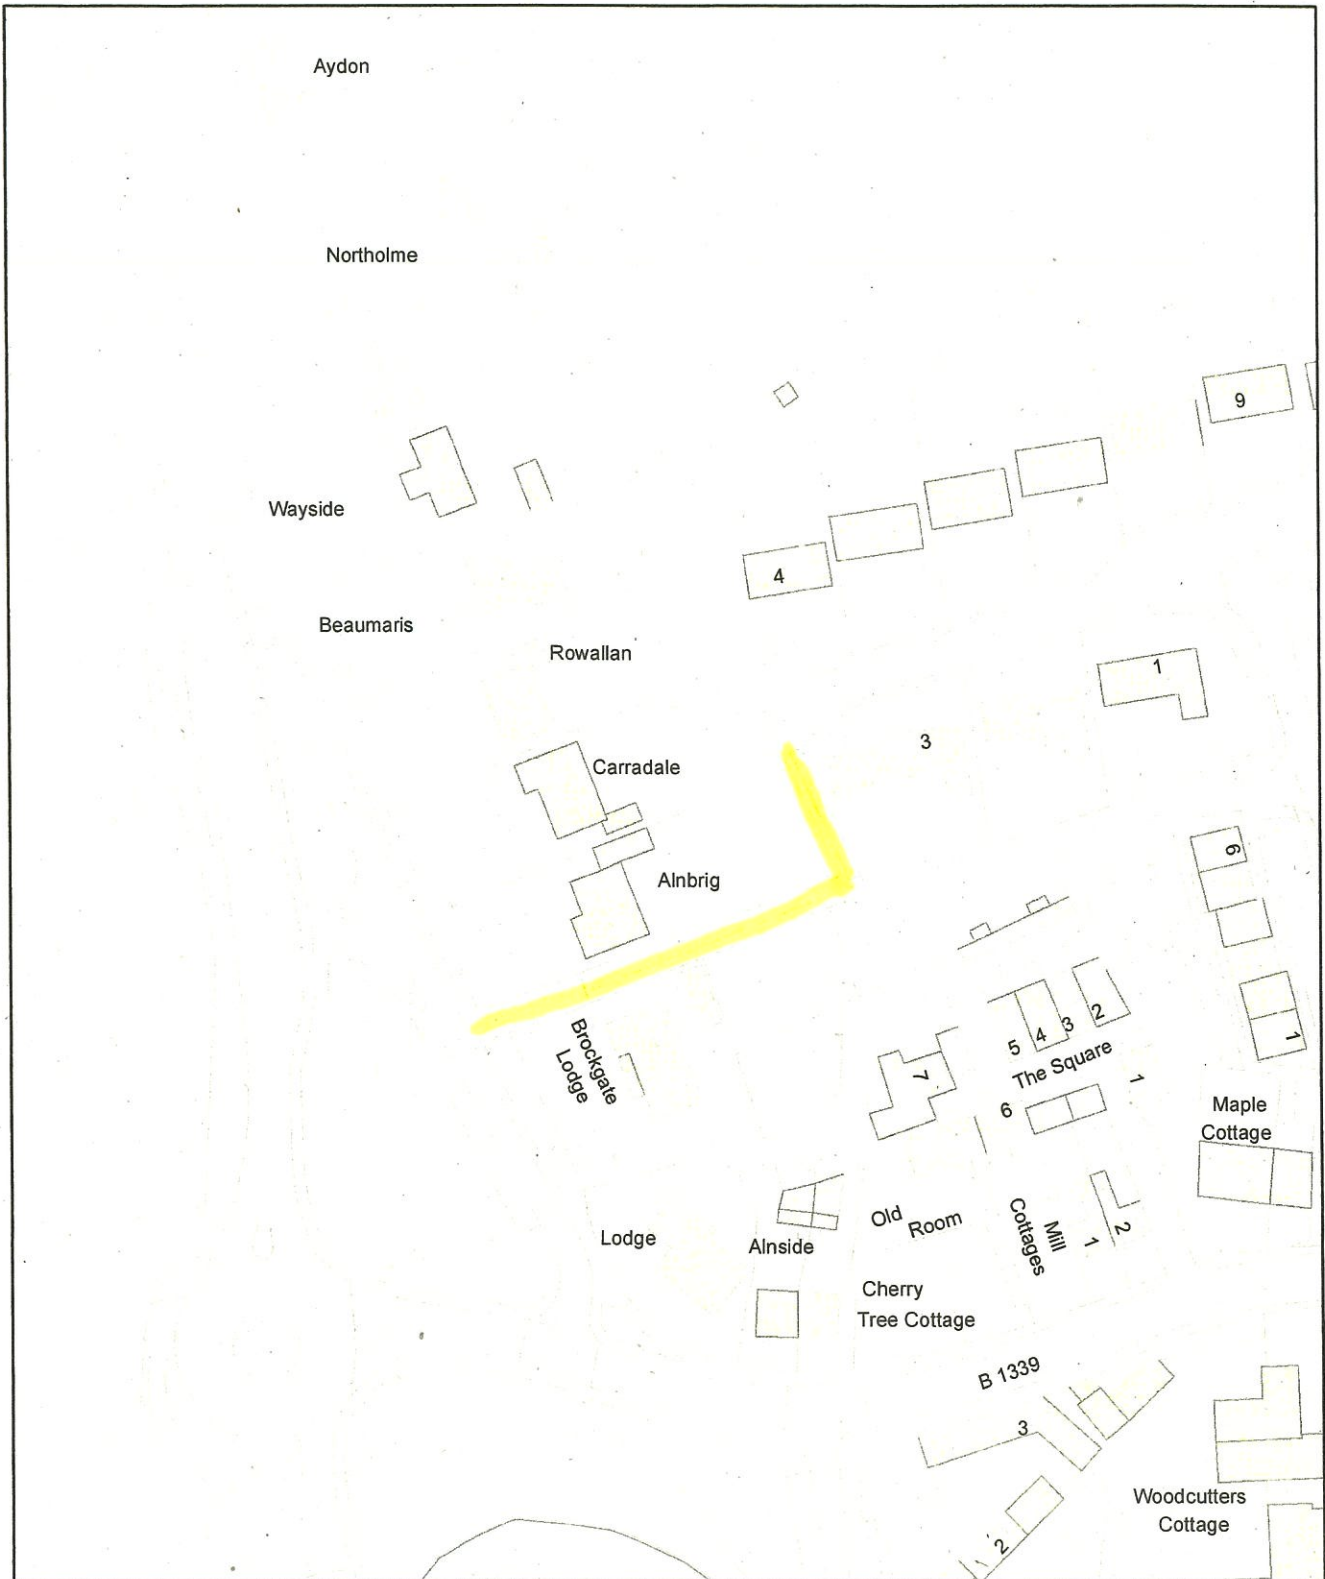 Aydon
Northolme
9
Wayside
4
Beaumaris
Rowallan
1
3
Carradale
6
Alnbrig
Brockgate
Lodge
5 4 3 2
The Square
7
1
1
6
Maple
Cottage
Old
Room
Mill
Cottages
1 2
Lodge
Alnside
Cherry
Tree Cottage
B 1339
3
Woodcutters
Cottage
2